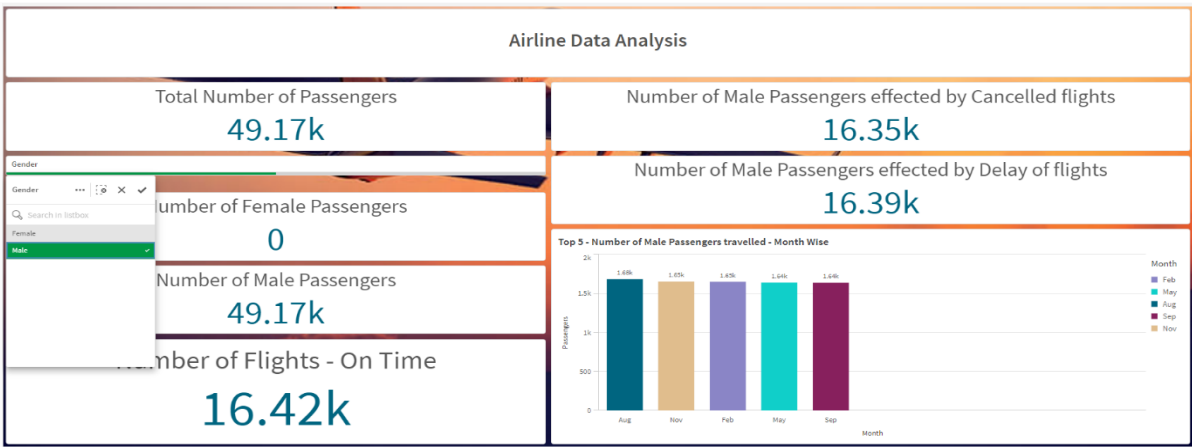 Airline Data Analysis
Total Number of Passengers
49.17k
Gender
Gender
Search in listbox
Female
Male
Number of Female Passengers
0
Number of Male Passengers
49.17k
Number of Flights - On Time
16.42k
Number of Male Passengers effected by Cancelled flights
16.35k
Number of Male Passengers effected by Delay of flights
16.39k
Top 5 - Number of Male Passengers travelled - Month Wise
Passengers
2k
1.5k
1k
500
0
1.68k
1.65k
1.65k
1.64k
1.64k
Aug
Nov
Feb
May
Sep
Month
Month
Feb
May
Aug
Sep
Nov